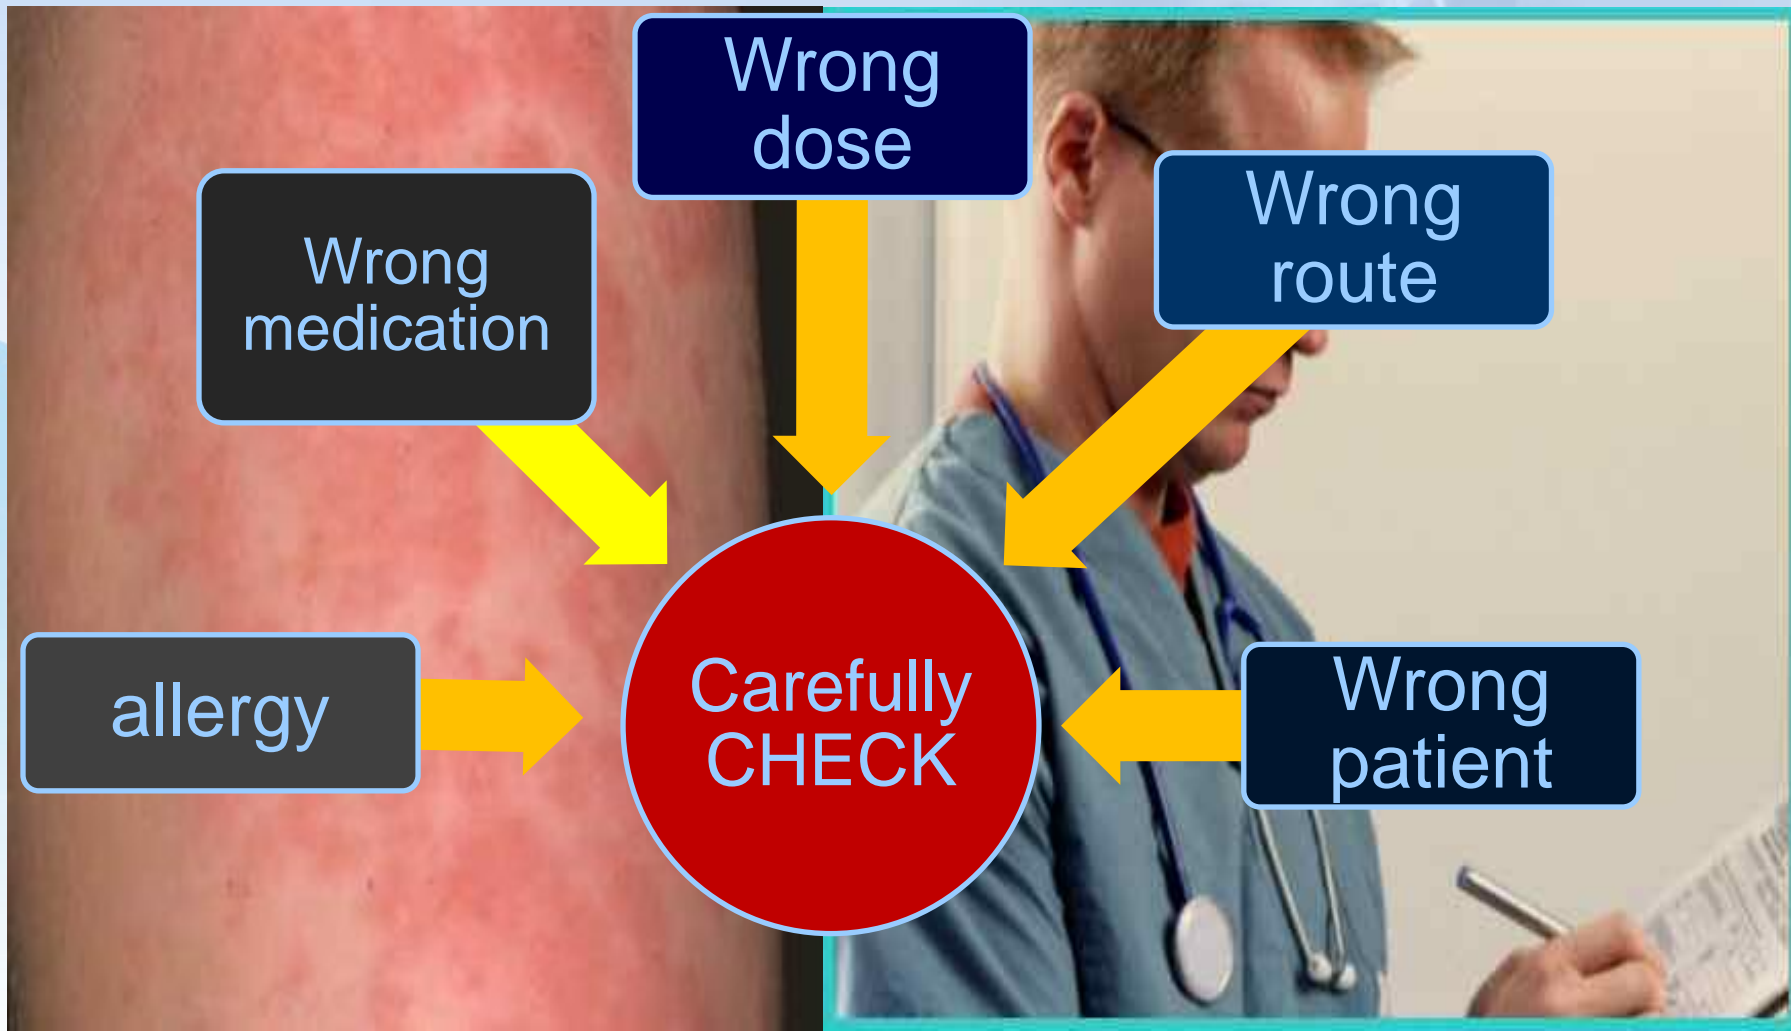 Wrong
dose
Wrong
medication
Wrong
route
allergy
Carefully
CHECK
Wrong
patient